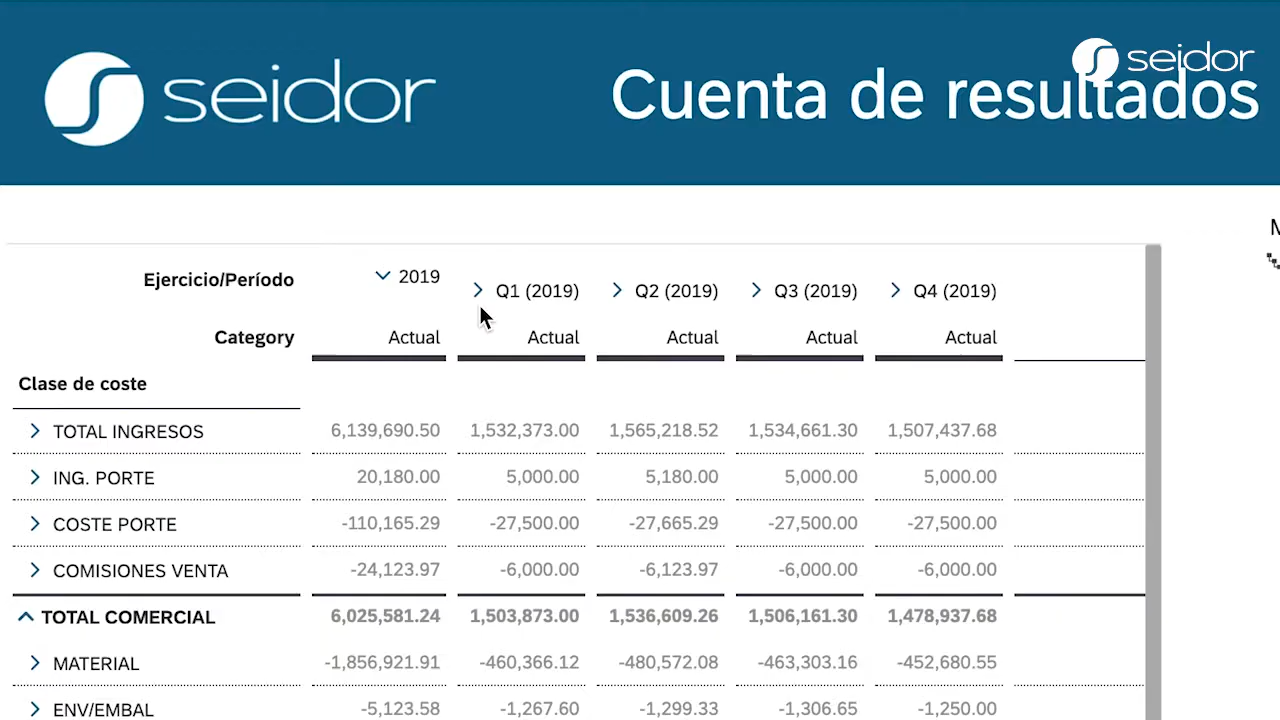 seidor
seidor
Cuenta de resultados
M
Ejercicio/Período 2019 Q1 (2019) Q2 (2019) Q3 (2019) Q4 (2019)
Category Actual Actual Actual Actual Actual
Clase de coste
TOTAL INGRESOS 6,139,690.50 1,532,373.00 1,565,218.52 1,534,661.30 1,507,437.68
ING. PORTE 20,180.00 5,000.00 5,180.00 5,000.00 5,000.00
COSTE PORTE -110,165.29 -27,500.00 -27,665.29 -27,500.00 -27,500.00
COMISIONES VENTA -24,123.97 -6,000.00 -6,123.97 -6,000.00 -6,000.00
TOTAL COMERCIAL 6,025,581.24 1,503,873.00 1,536,609.26 1,506,161.30 1,478,937.68
MATERIAL -1,856,921.91 -460,366.12 -480,572.08 -463,303.16 -452,680.55
ENV/EMBAL -5,123.58 -1,267.60 -1,299.33 -1,306.65 -1,250.00